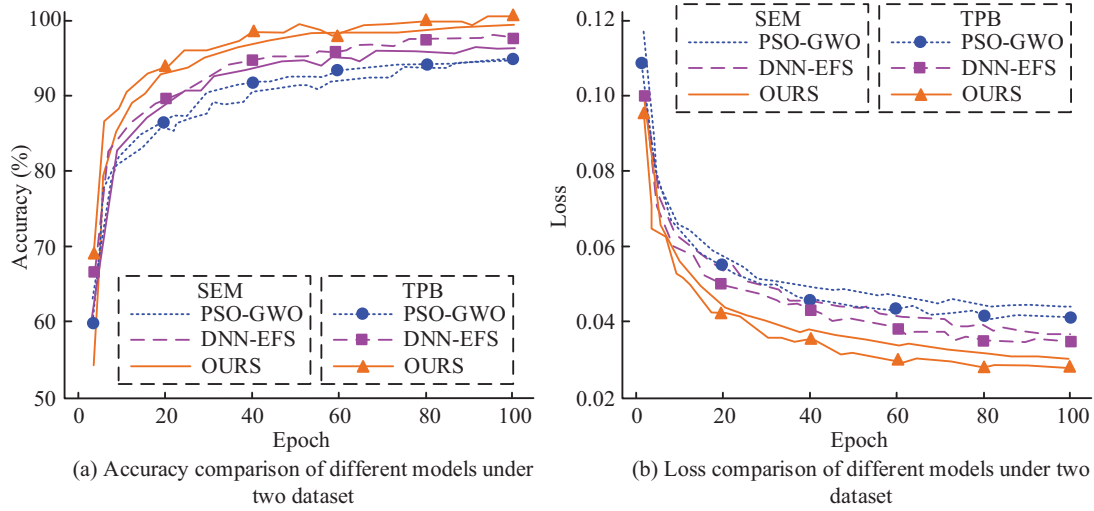 100
90
80
70
60
50
Accuracy (%)
SEM
PSO-GWO
DNN-EFS
OURS
TPB
PSO-GWO
DNN-EFS
OURS
0 20 40 60 80 100
Epoch
(a) Accuracy comparison of different models under
two dataset
0.12
0.10
0.08
0.06
0.04
0.02
Loss
SEM
PSO-GWO
DNN-EFS
OURS
TPB
PSO-GWO
DNN-EFS
OURS
0 20 40 60 80 100
Epoch
(b) Loss comparison of different models under two
dataset